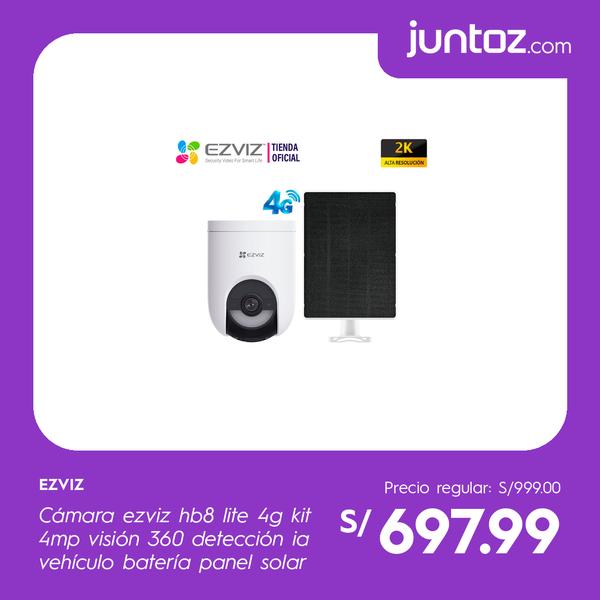 juntoz.com
EZVIZ
Security Video For Smart Life
TIENDA
OFICIAL
2K
ALTA RESOLUCIÓN
4G
EZVIZ
EZVIZ
Cámara ezviz hb8 lite 4g kit
4mp visión 360 detección ia
vehículo batería panel solar
Precio regular: S/999.00
S/ 697.99